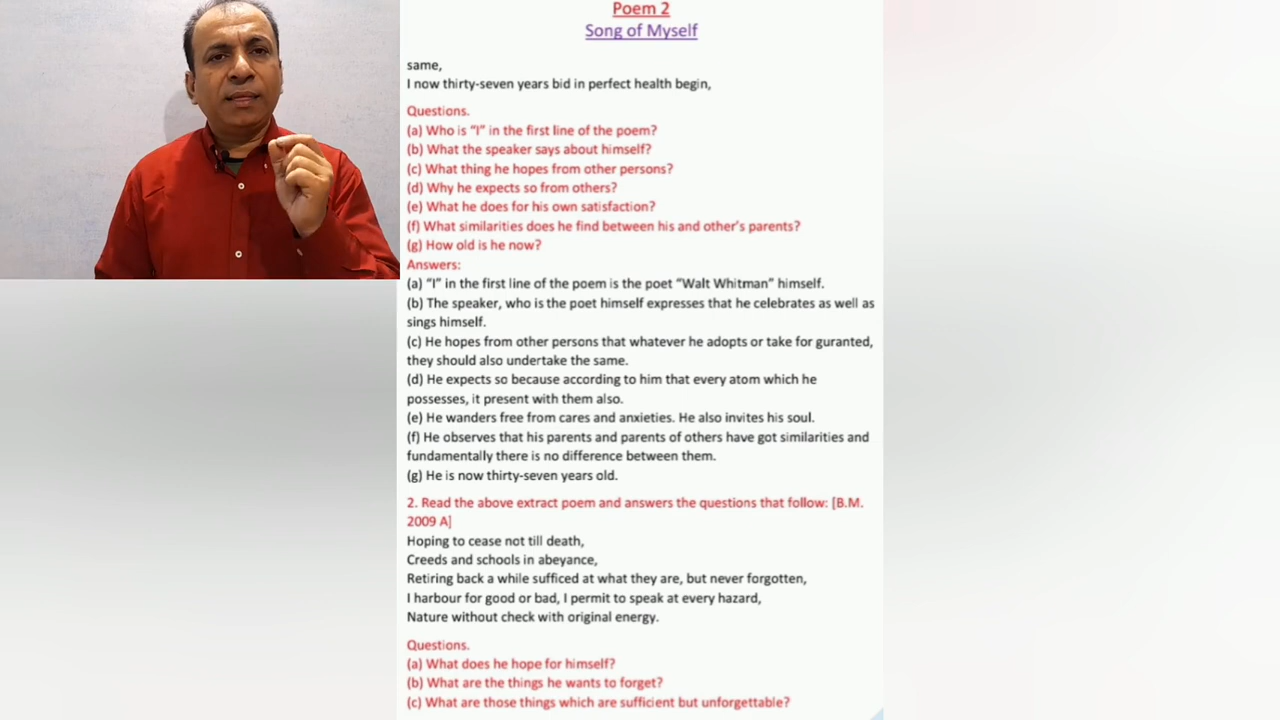 Poem 2
Song of Myself
same,
I now thirty-seven years bid in perfect health begin,
Questions.
(a) Who is “I” in the first line of the poem?
(b) What the speaker says about himself?
(c) What thing he hopes from other persons?
(d) Why he expects so from others?
(e) What he does for his own satisfaction?
(f) What similarities does he find between his and other’s parents?
(g) How old is he now?
Answers:
(a) “I” in the first line of the poem is the poet “Walt Whitman” himself.
(b) The speaker, who is the poet himself expresses that he celebrates as well as
sings himself.
(c) He hopes from other persons that whatever he adopts or take for guranted,
they should also undertake the same.
(d) He expects so because according to him that every atom which he
possesses, it present with them also.
(e) He wanders free from cares and anxieties. He also invites his soul.
(f) He observes that his parents and parents of others have got similarities and
fundamentally there is no difference between them.
(g) He is now thirty-seven years old.
2. Read the above extract poem and answers the questions that follow: [B.M.
2009 A]
Hoping to cease not till death,
Creeds and schools in abeyance,
Retiring back a while sufficed at what they are, but never forgotten,
I harbour for good or bad, I permit to speak at every hazard,
Nature without check with original energy.
Questions.
(a) What does he hope for himself?
(b) What are the things he wants to forget?
(c) What are those things which are sufficient but unforgettable?